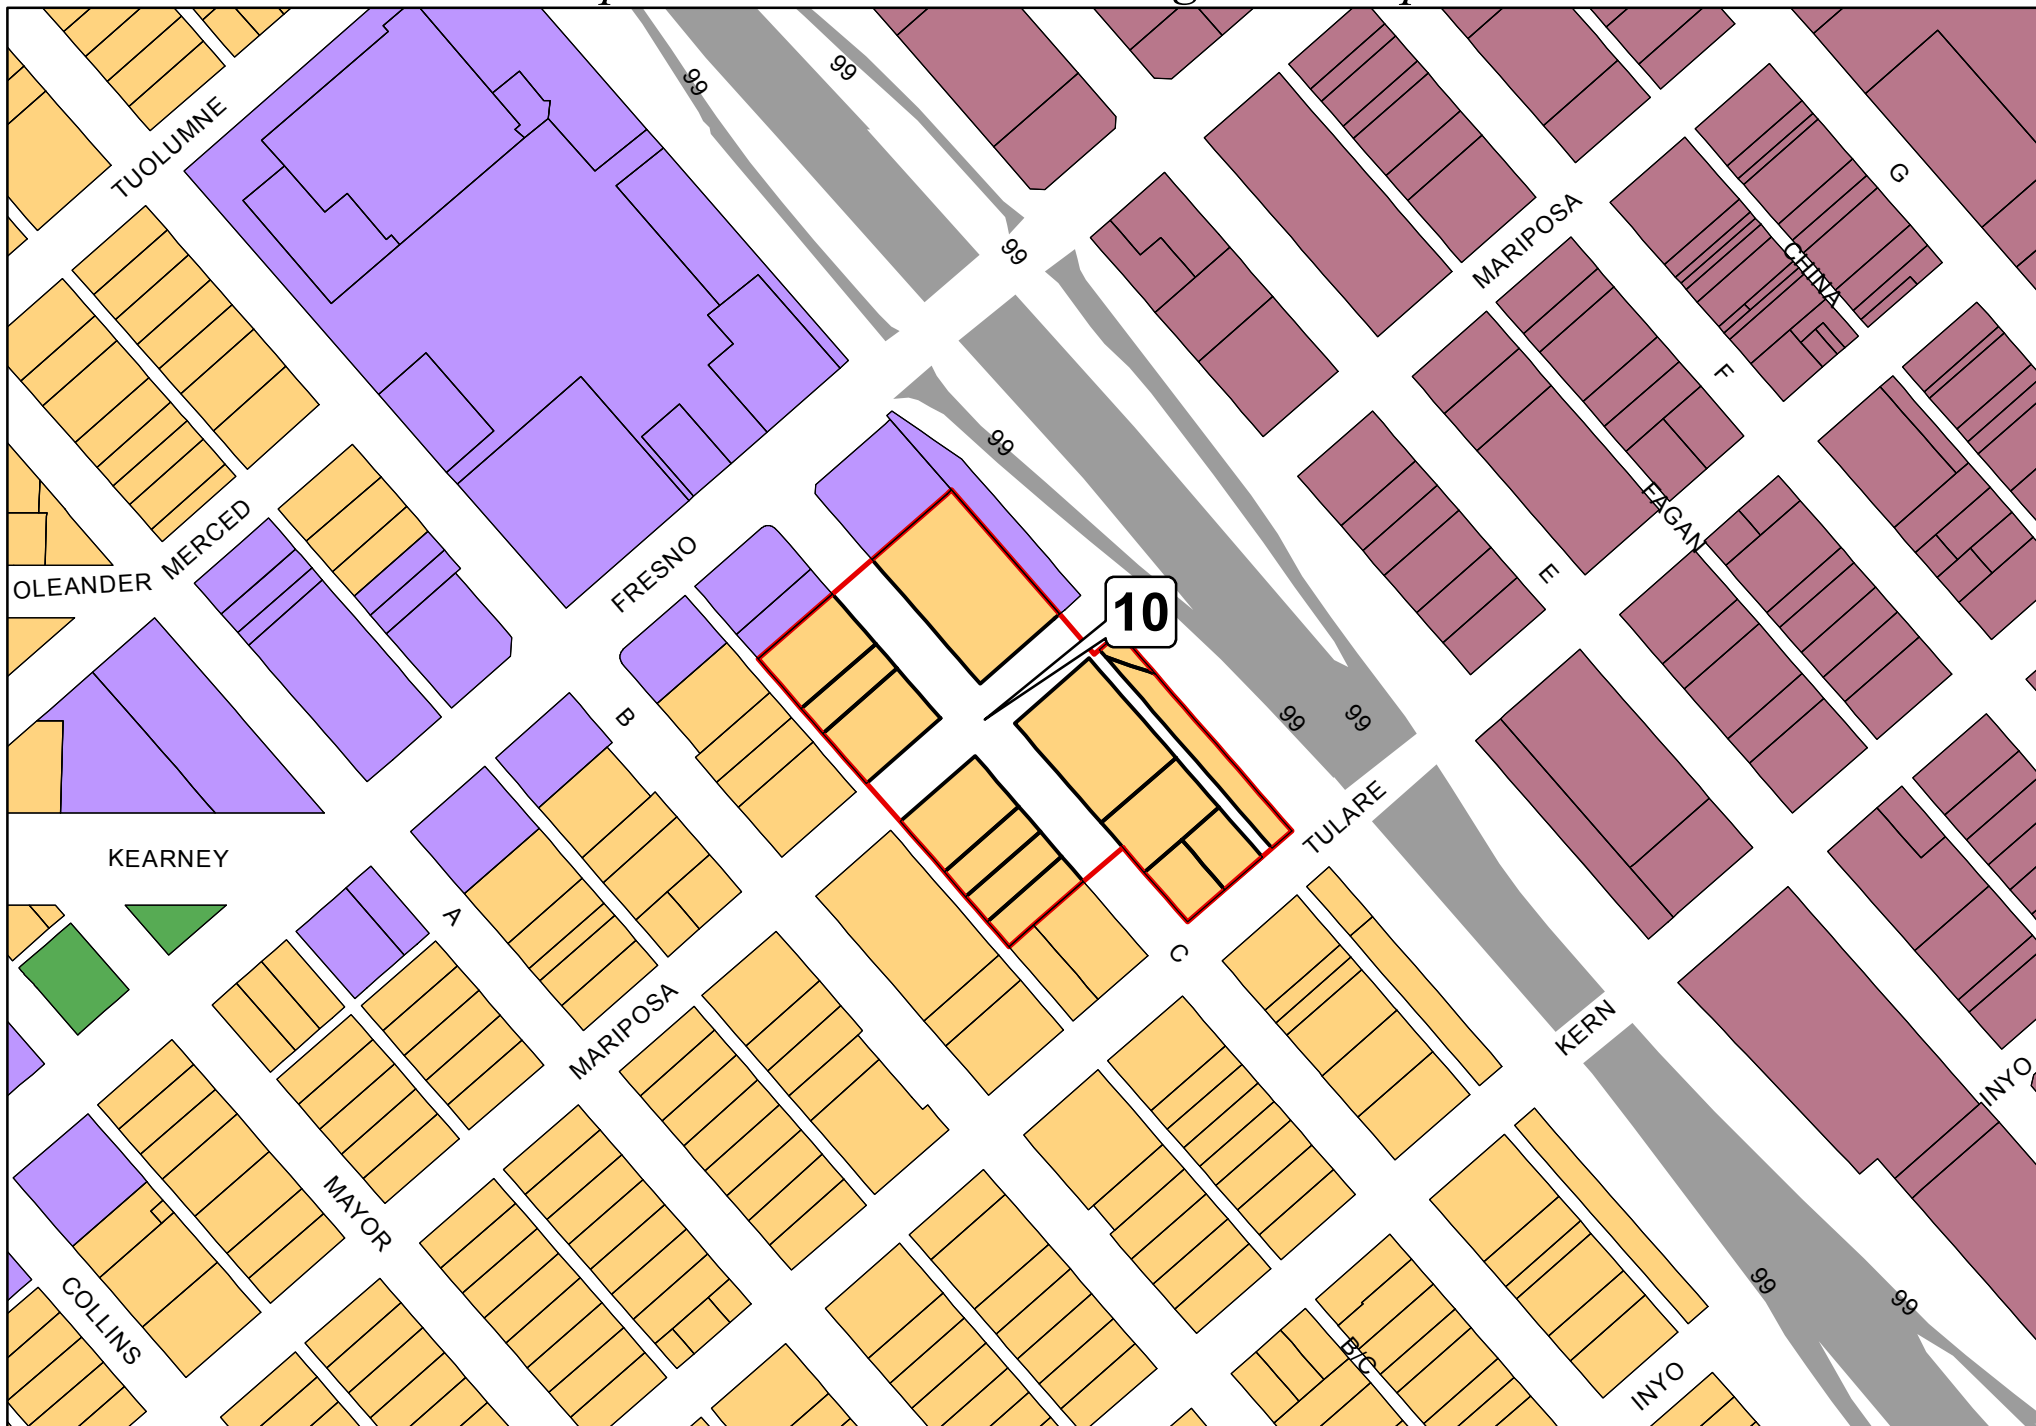 99
99
TUOLUMNE
G
MARIPOSA
99
CHINA
F
99
MERCED
FAGAN
FRESNO
E
OLEANDER
10
B
99
99
TULARE
KEARNEY
A
C
MARIPOSA
KERN
INYO
MAYOR
99
99
COLLINS
B/C
INYO